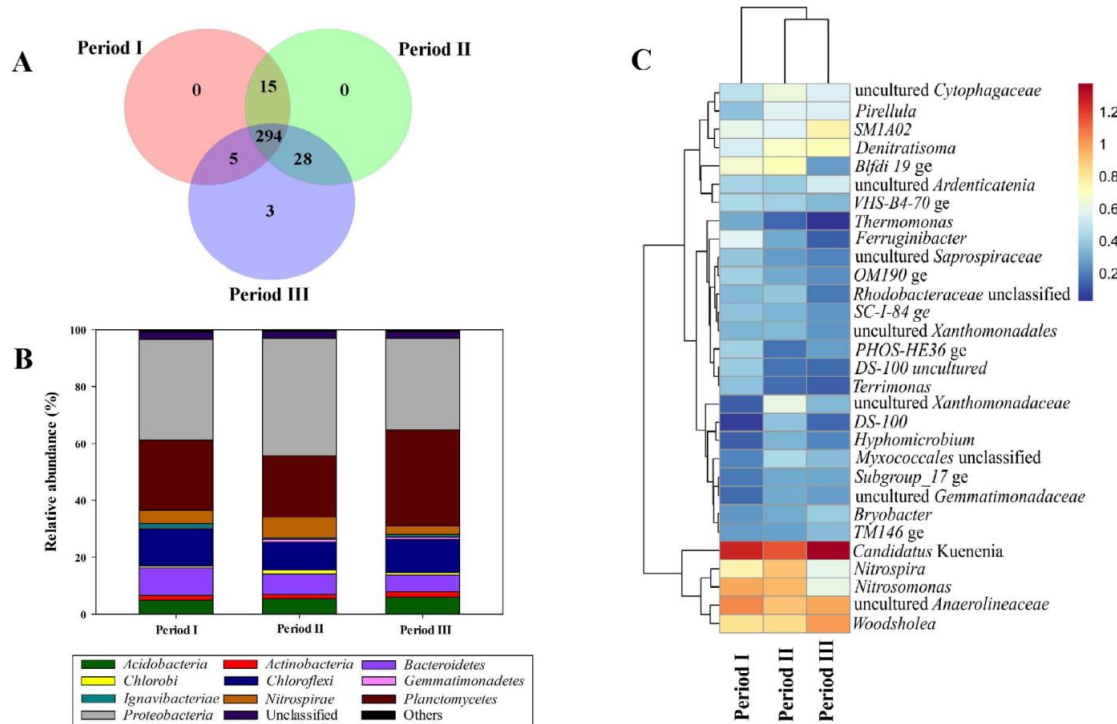 A
Period I
Period II
0
15
0
294
5
28
3
Period III
B
Relative abundance (%)
100
80
60
40
20
0
Period I
Period II
Period III
Acidobacteria
Actinobacteria
Bacteroidetes
Chlorobi
Chloroflexi
Gemmatimonadetes
Ignavibacteriae
Nitrospirae
Planctomycetes
Proteobacteria
Unclassified
Others
C
uncultured Cytophagaceae
Pirellula
SM1A02
Denitratisoma
Blfdi 19 ge
uncultured Ardenticatenia
VHS-B4-70 ge
Thermomonas
Ferruginibacter
uncultured Saprospiraceae
OM190 ge
Rhodobacteraceae unclassified
SC-I-84 ge
uncultured Xanthomonadales
PHOS-HE36 ge
DS-100 uncultured
Terrimonas
uncultured Xanthomonadaceae
DS-100
Hyphomicrobium
Myxococcales unclassified
Subgroup_17 ge
uncultured Gemmatimonadaceae
Bryobacter
TM146 ge
Candidatus Kuenenia
Nitrospira
Nitrosomonas
uncultured Anaerolineaceae
Woodsholea
Period I
Period II
Period III
1.2
1
0.8
0.6
0.4
0.2